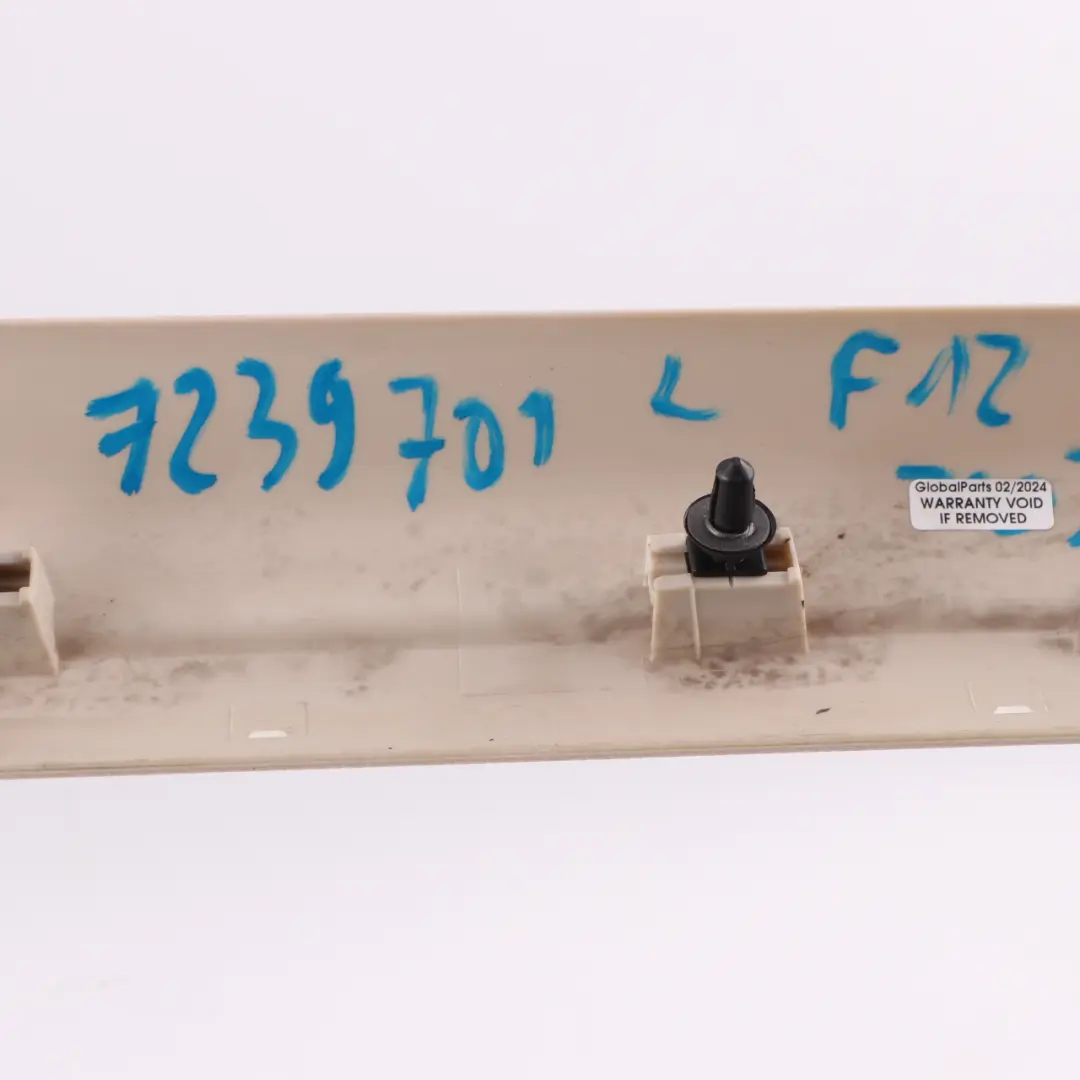 7239701 L F12
GlobalParts 02/2024
WARRANTY VOID
IF REMOVED